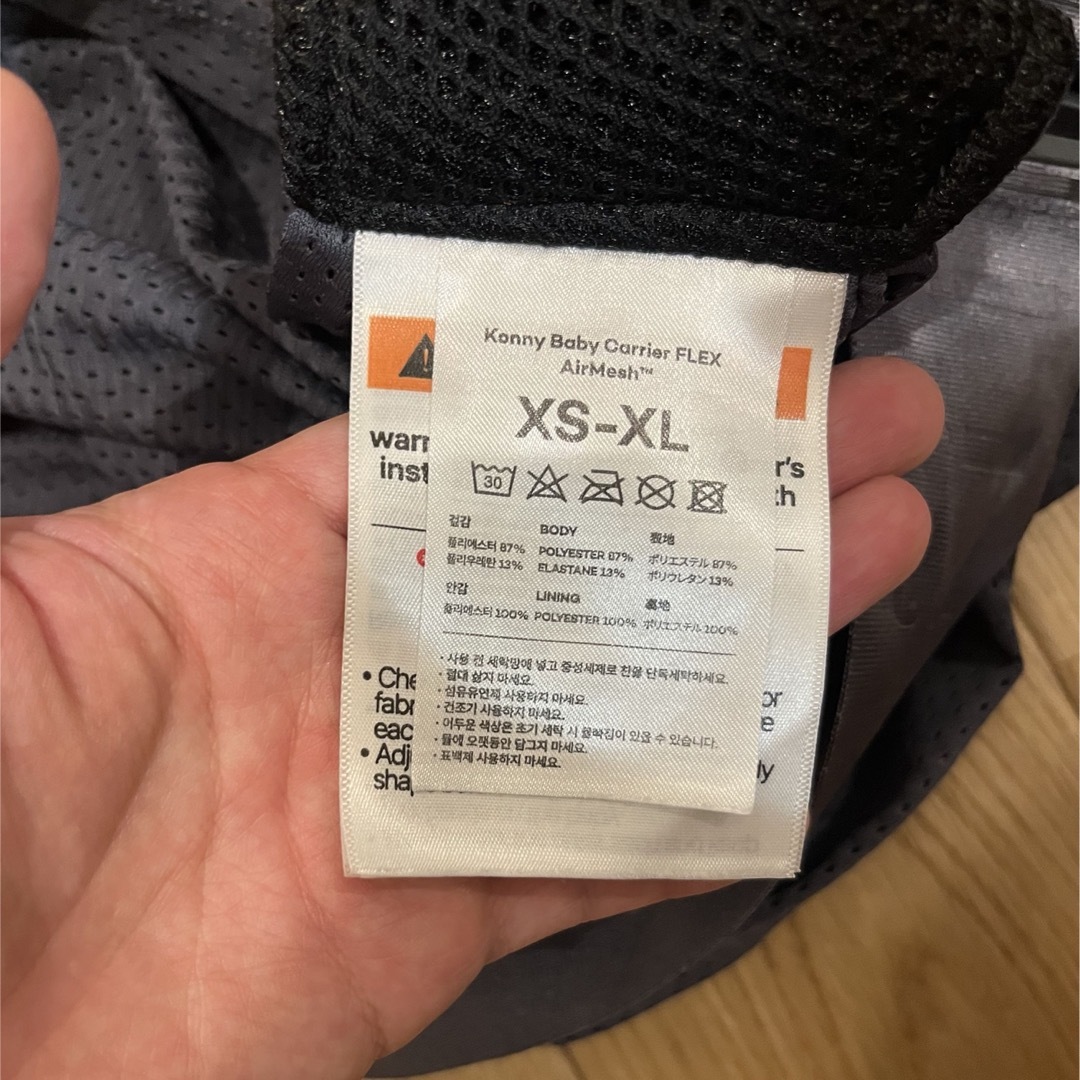 Konny Baby Carrier FLEX
AirMesh™
XS-XL
30
겉감 BODY 表地
폴리에스터 87% POLYESTER 87% ポリエステル 87%
폴리우레탄 13% ELASTANE 13% ポリウレタン 13%
안감 LINING 裏地
폴리에스터 100% POLYESTER 100% ポリエステル 100%
· 사용 전 세탁망에 넣고 중성세제로 찬물 단독세탁하세요.
· 절대 삶지 마세요.
· 섬유유연제 사용하지 마세요.
· 건조기 사용하지 마세요.
· 어두운 색상은 초기 세탁 시 물빠짐이 있을 수 있습니다.
· 물에 오랫동안 담그지 마세요.
· 표백제 사용하지 마세요.